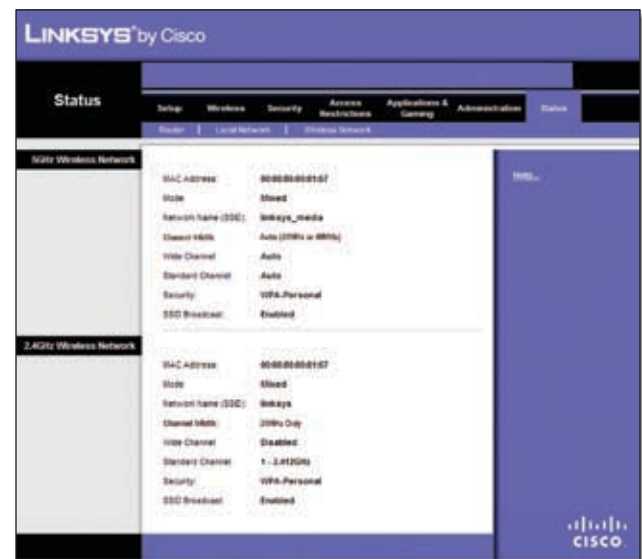 LINKSYS® by Cisco
Status
Setup Wireless Security Access Restrictions Applications & Gaming Administration Status
Router | Local Network | Wireless Network
5GHz Wireless Network
Help...
MAC Address: 00:00:00:00:01:07
Mode Mixed
Network Name (SSID): linksys_media
Channel Width: Auto (20MHz or 40MHz)
Wide Channel Auto
Standard Channel Auto
Security: WPA-Personal
SSID Broadcast: Enabled
2.4GHz Wireless Network
MAC Address: 00:00:00:00:01:07
Mode Mixed
Network Name (SSID): linksys
Channel Width: 20MHz Only
Wide Channel Disabled
Standard Channel 1 - 2.412GHz
Security: WPA-Personal
SSID Broadcast: Enabled
CISCO